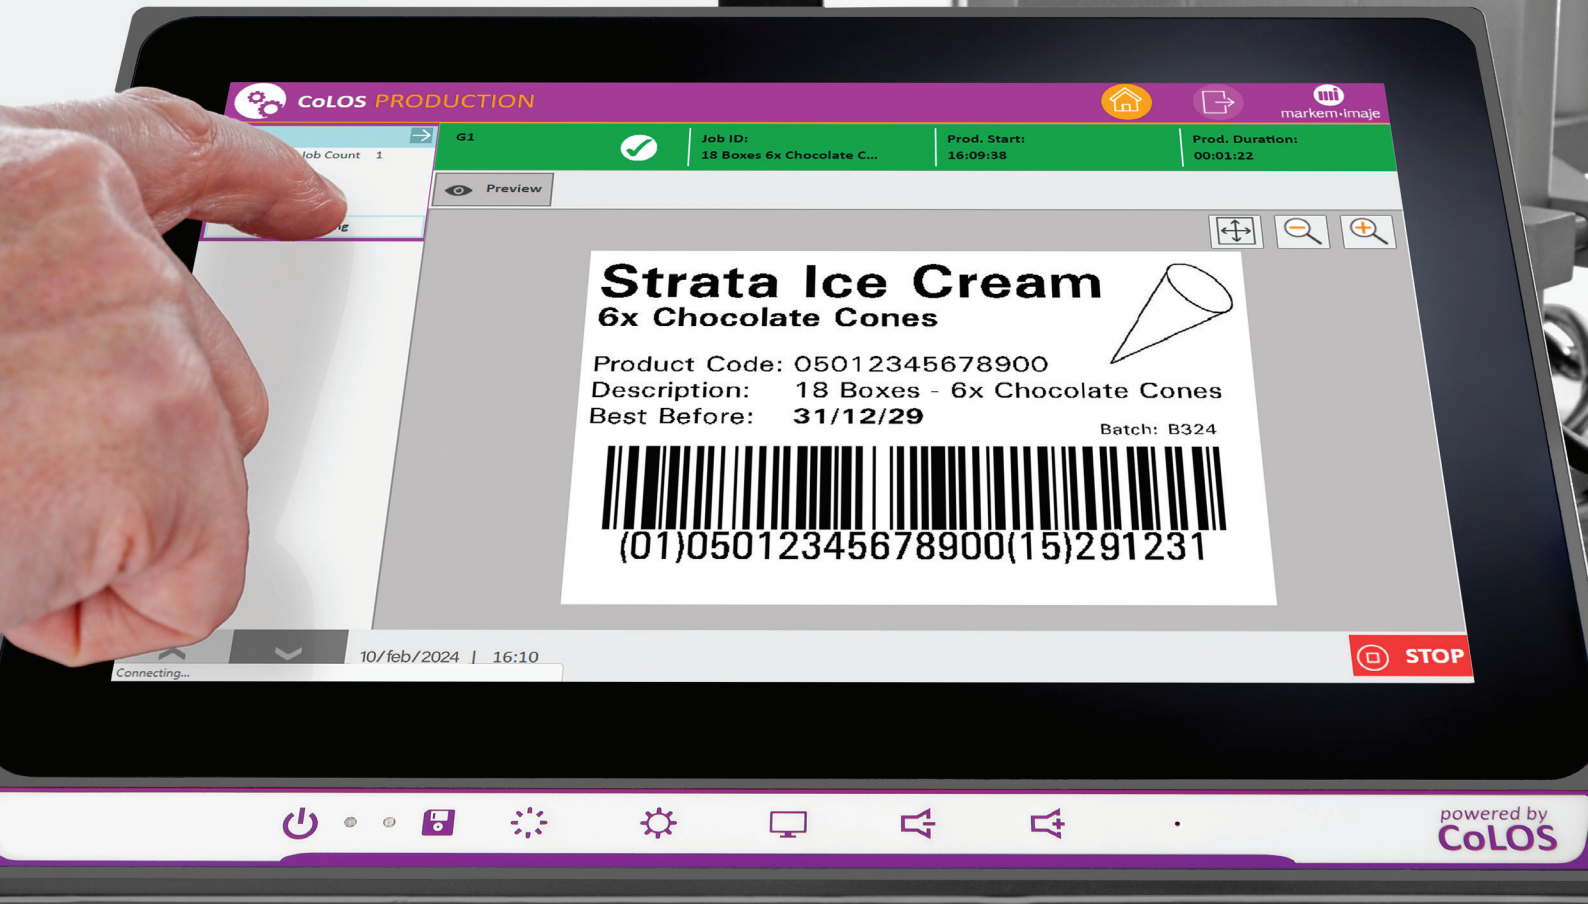 CoLOS PRODUCTION
markem·imaje
Job Count 1
G1
Job ID:
18 Boxes 6x Chocolate C...
Prod. Start:
16:09:38
Prod. Duration:
00:01:22
Preview
Strata Ice Cream
6x Chocolate Cones
Product Code: 05012345678900
Description: 18 Boxes - 6x Chocolate Cones
Best Before: 31/12/29
Batch: B324
(01)05012345678900(15)291231
10/feb/2024 | 16:10
STOP
Connecting...
powered by
CoLOS